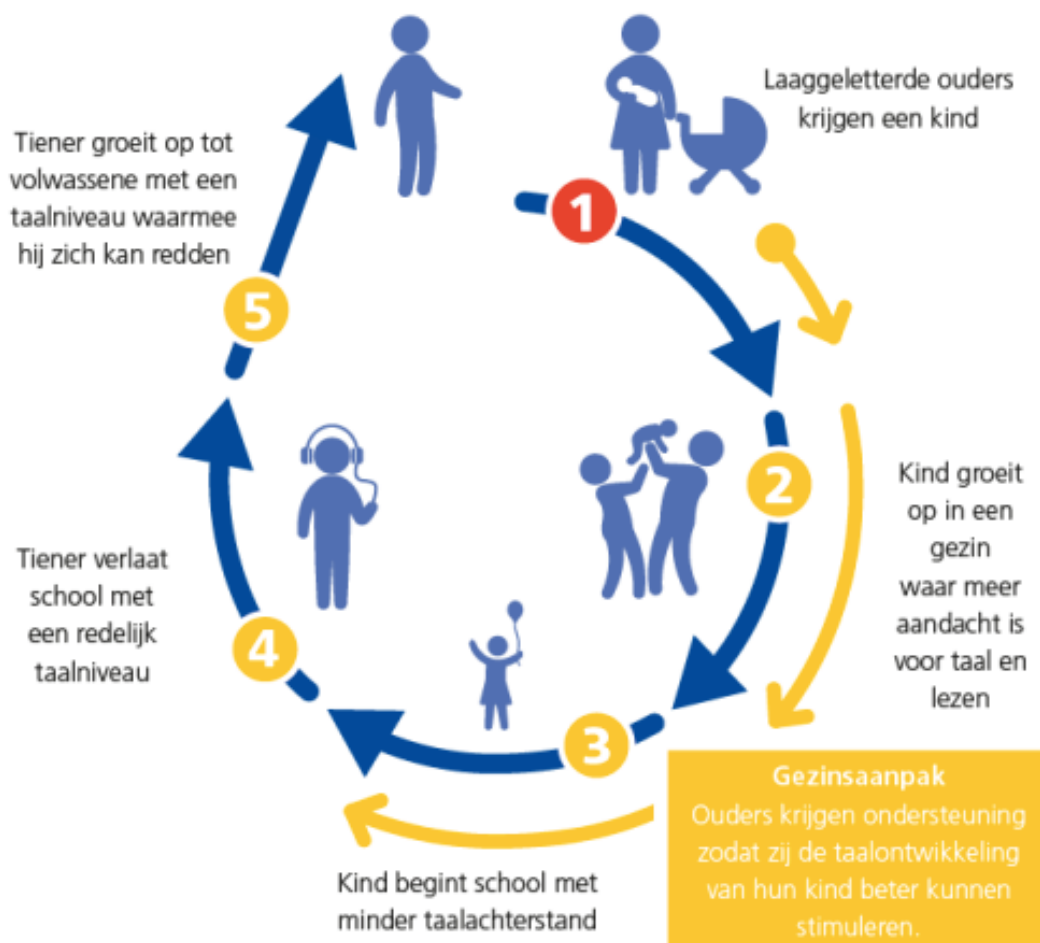 Laaggeletterde ouders
krijgen een kind
1
2
Kind groeit
op in een
gezin
waar meer
aandacht is
voor taal en
lezen
Gezinsaanpak
Ouders krijgen ondersteuning
zodat zij de taalontwikkeling
van hun kind beter kunnen
stimuleren.
3
Kind begint school met
minder taalachterstand
4
Tiener verlaat
school met
een redelijk
taalniveau
5
Tiener groeit op tot
volwassene met een
taalniveau waarmee
hij zich kan redden